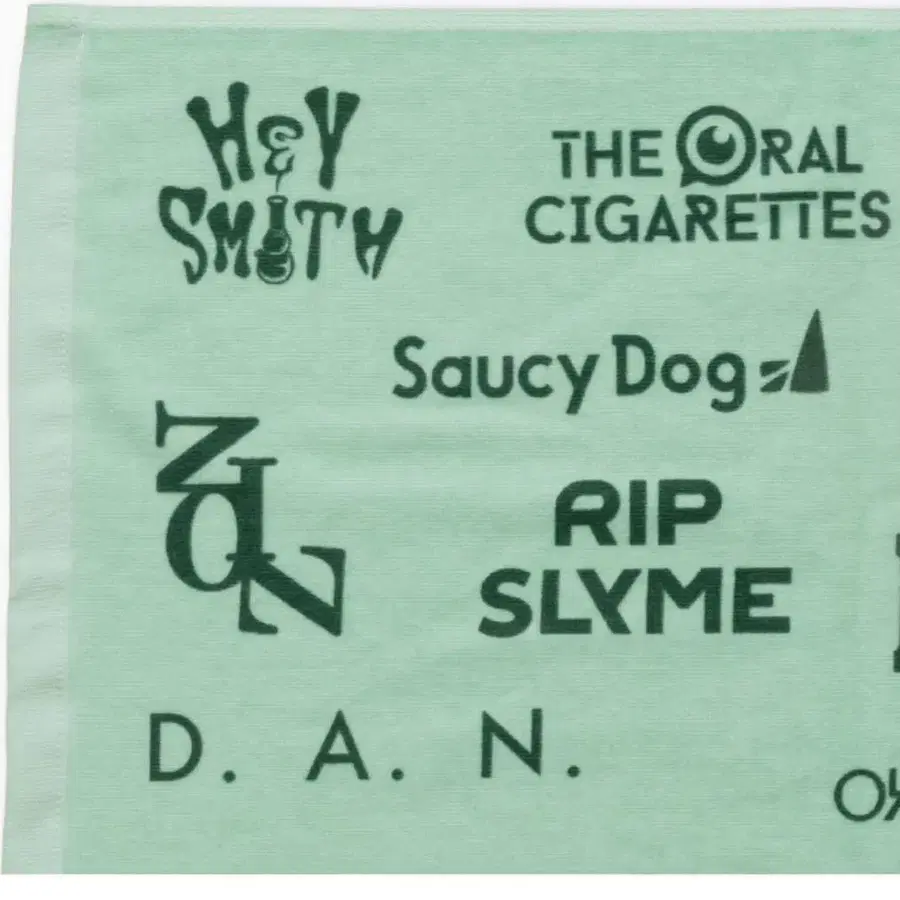 HEY
SMITH
THE ORAL
CIGARETTES
Saucy Dog
RIP
SLYME
D. A. N.